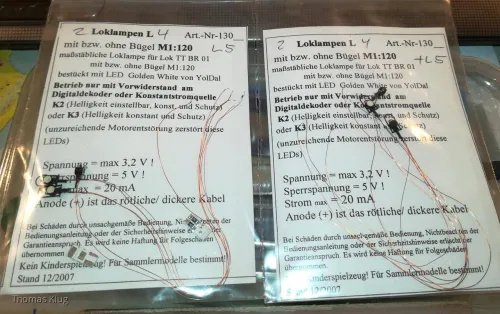 2 Loklampen L 4 Art.-Nr-130__
mit bzw. ohne Bügel M1:120
L5
maßstäbliche Loklampe für Lok TT BR 01
mit bzw. ohne Bügel M1:120
bestückt mit LED Golden White von YolDal
Betrieb nur mit Vorwiderstand am
Digitaldekoder oder Konstantstromquelle
K2 (Helligkeit einstellbar, konst. und Schutz)
oder K3 (Helligkeit konstant und Schutz)
(unzureichende Motorentstörung zerstört diese
LEDs)
Spannung = max 3,2 V !
Sperrspannung = 5 V !
Strom max = 20 mA
Anode (+) ist das rötliche/ dickere Kabel
Bei Schäden durch unsachgemäße Bedienung, Nichtbeachten der
Bedienungsanleitung oder der Sicherheitshinweise
Garantieanspruch. Es wird keine Haftung für Folgeschäden
übernommen.
Kein Kinderspielzeug! Für Sammlermodelle bestimmt!
Stand 12/2007
2 Loklampen L 4 Art.-Nr-130__
mit bzw. ohne Bügel M1:120
+L5
maßstäbliche Loklampe für Lok TT BR 01
mit bzw. ohne Bügel M1:120
bestückt mit LED Golden White von YolDal
Betrieb nur mit Vorwiderstand am
Digitaldekoder oder Konstantstromquelle
K2 (Helligkeit einstellbar, konst. und Schutz)
oder K3 (Helligkeit konstant und Schutz)
(unzureichende Motorentstörung zerstört diese
LEDs)
Spannung = max 3,2 V !
Sperrspannung = 5 V !
Strom max = 20 mA
Anode (+) ist das rötliche/ dickere Kabel
Bei Schäden durch unsachgemäße Bedienung, Nichtbeachten der
Bedienungsanleitung oder der Sicherheitshinweise erlischt der
Garantieanspruch. Es wird keine Haftung für Folgeschäden
übernommen.
Kein Kinderspielzeug! Für Sammlermodelle bestimmt!
Stand 12/2007
Thomas Klug